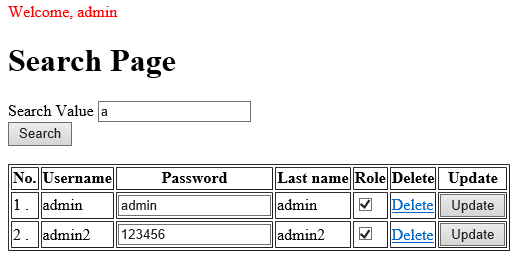 Welcome, admin
Search Page
Search Value a
Search
No. Username Password Last name Role Delete Update
1 . admin admin admin Delete Update
2 . admin2 123456 admin2 Delete Update